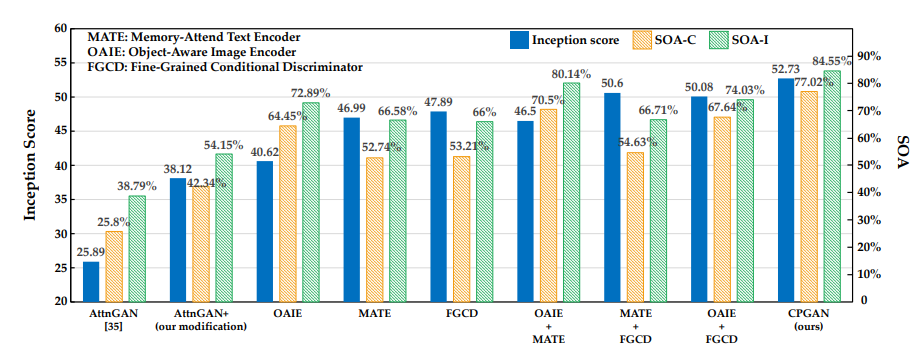 MATE: Memory-Attend Text Encoder
OAIE: Object-Aware Image Encoder
FGCD: Fine-Grained Conditional Discriminator
Inception score SOA-C SOA-I
Inception Score
60
55
50
45
40
35
30
25
20
SOA
90%
80%
70%
60%
50%
40%
30%
20%
10%
0
25.89 25.8% 38.79%
38.12 42.34% 54.15%
40.62 64.45% 72.89%
46.99 52.74% 66.58%
47.89 53.21% 66%
46.5 70.5% 80.14%
50.6 54.63% 66.71%
50.08 67.64% 74.03%
52.73 77.02% 84.55%
AttnGAN
[35]
AttnGAN+
(our modification)
OAIE
MATE
FGCD
OAIE
+
MATE
MATE
+
FGCD
OAIE
+
FGCD
CPGAN
(ours)